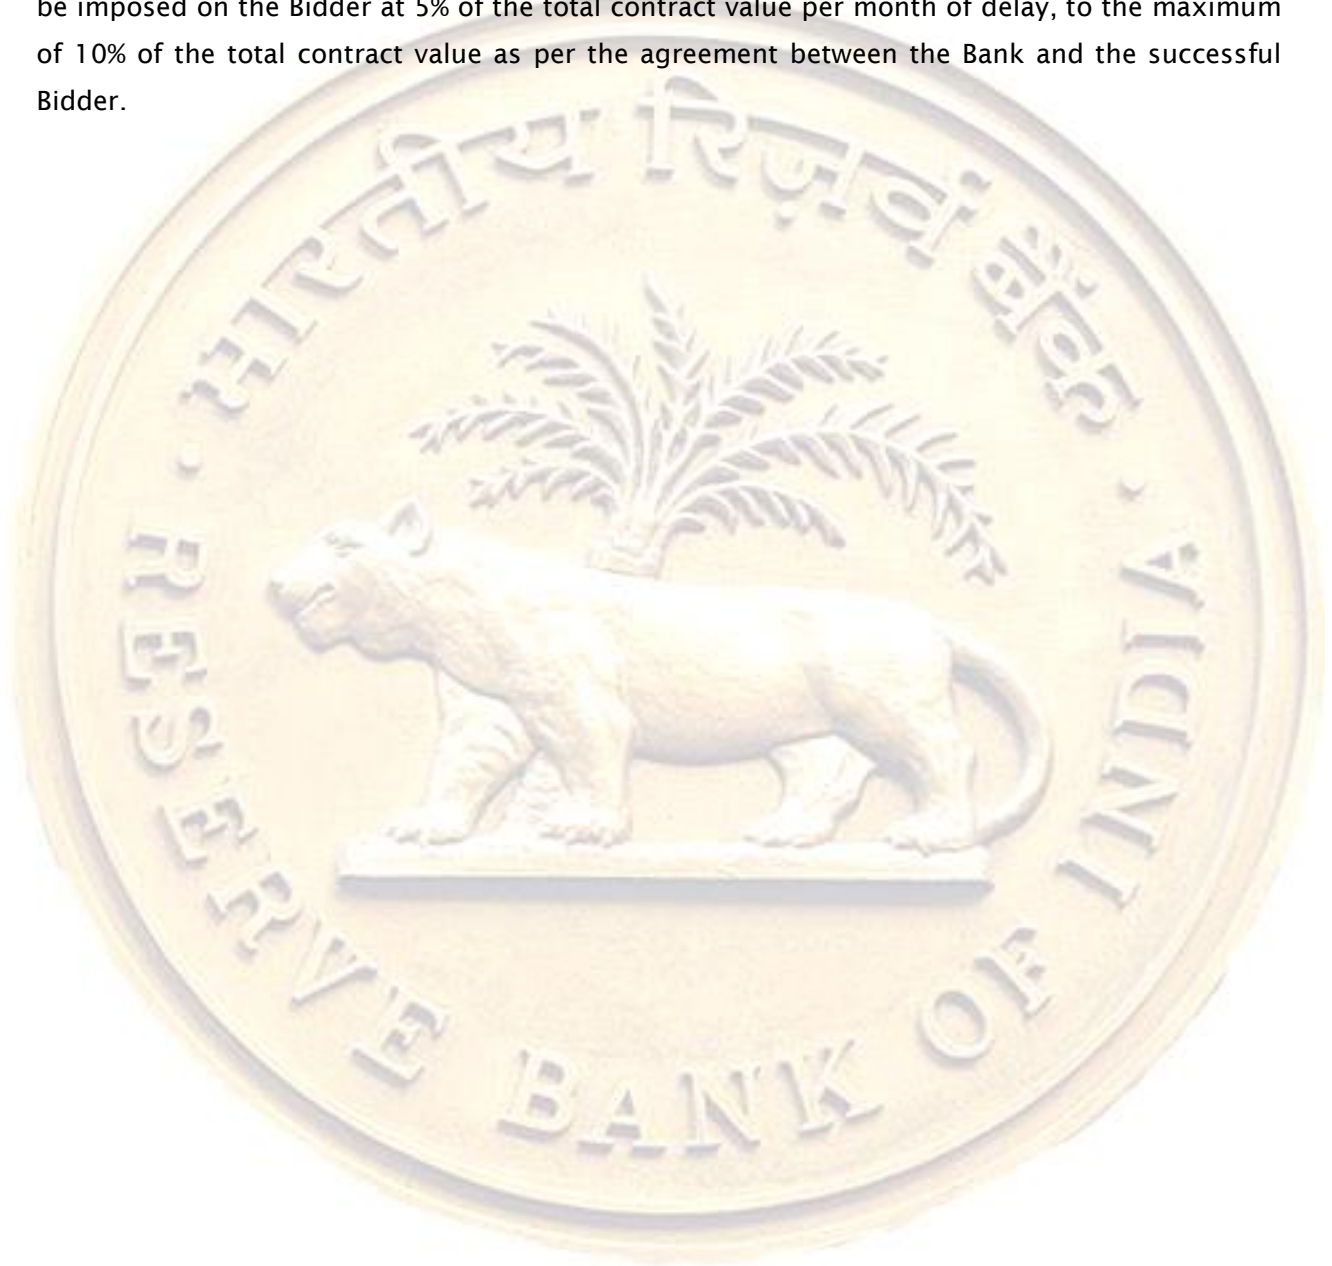 be imposed on the Bidder at 5% of the total contract value per month of delay, to the maximum
of 10% of the total contract value as per the agreement between the Bank and the successful
Bidder.
भारतीय रिज़र्व बैंक
RESERVE BANK OF INDIA